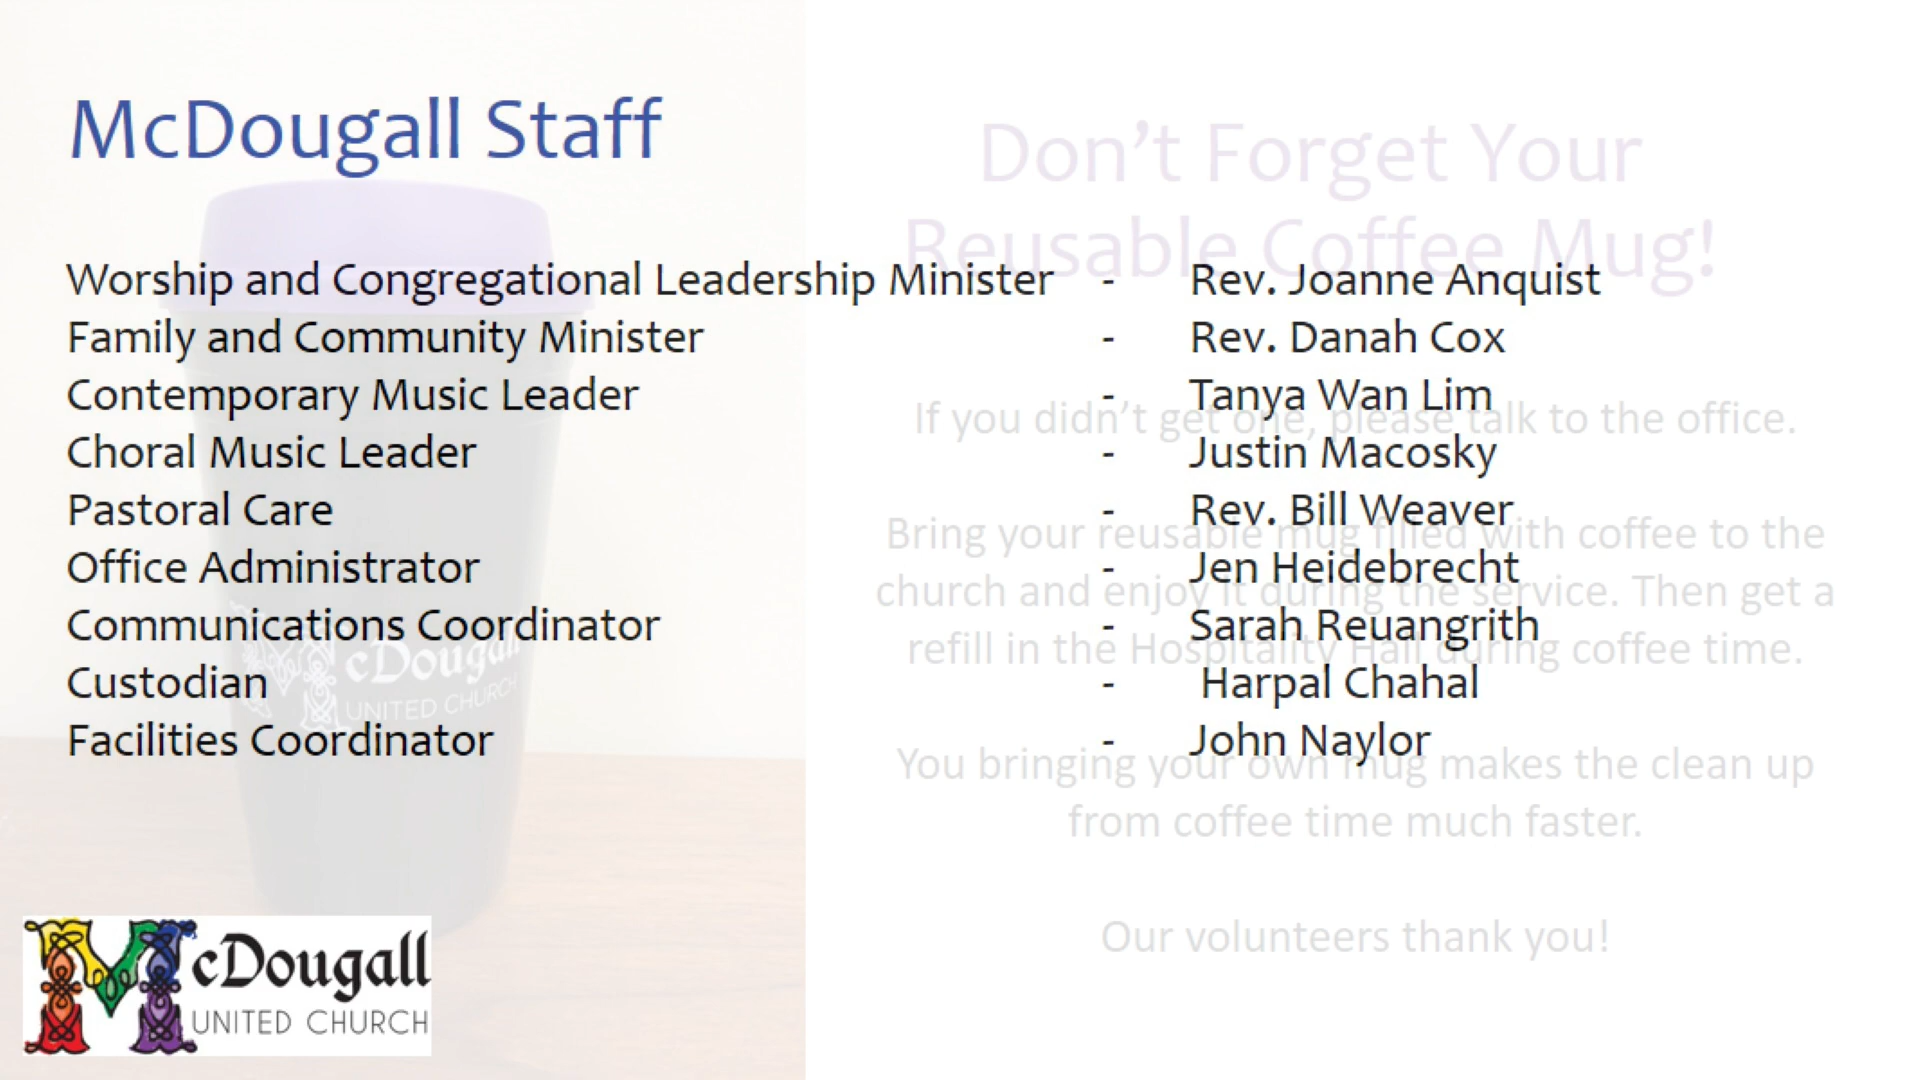 McDougall Staff
Worship and Congregational Leadership Minister - Rev. Joanne Anquist
Family and Community Minister - Rev. Danah Cox
Contemporary Music Leader - Tanya Wan Lim
Choral Music Leader - Justin Macosky
Pastoral Care - Rev. Bill Weaver
Office Administrator - Jen Heidebrecht
Communications Coordinator - Sarah Reuangrith
Custodian - Harpal Chahal
Facilities Coordinator - John Naylor
Don't Forget Your
Reusable Coffee Mug!
If you didn't get one, please talk to the office.
Bring your reusable mug filled with coffee to the
church and enjoy it during the service. Then get a
refill in the Hospitality Hall during coffee time.
You bringing your own mug makes the clean up
from coffee time much faster.
Our volunteers thank you!
McDougall
UNITED CHURCH
McDougall
UNITED CHURCH